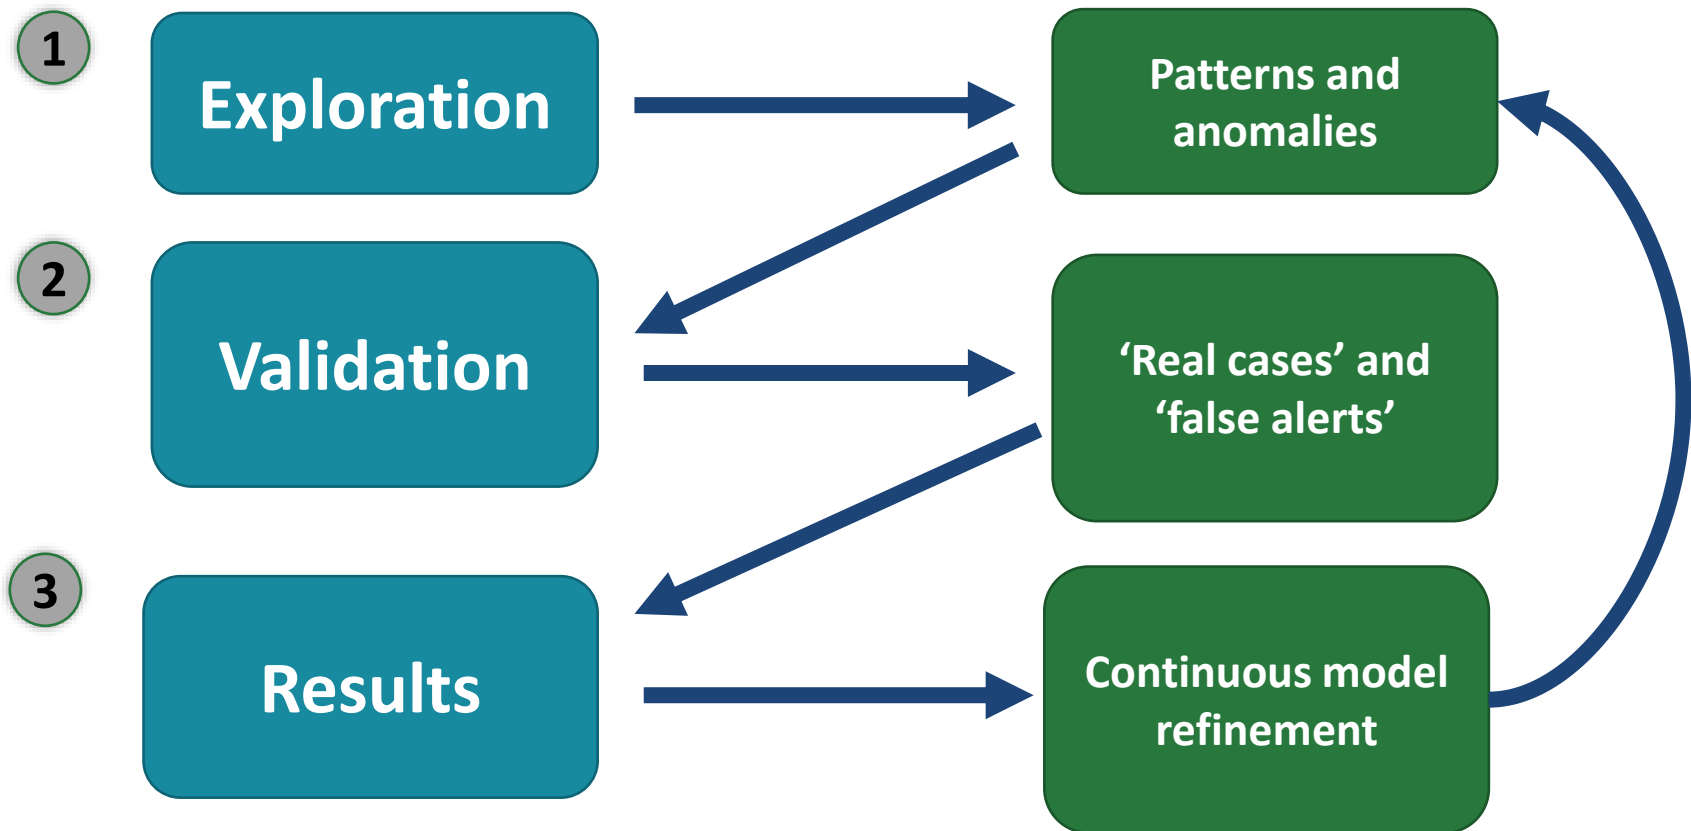 1
Exploration
Patterns and
anomalies
2
Validation
‘Real cases’ and
‘false alerts’
3
Results
Continuous model
refinement